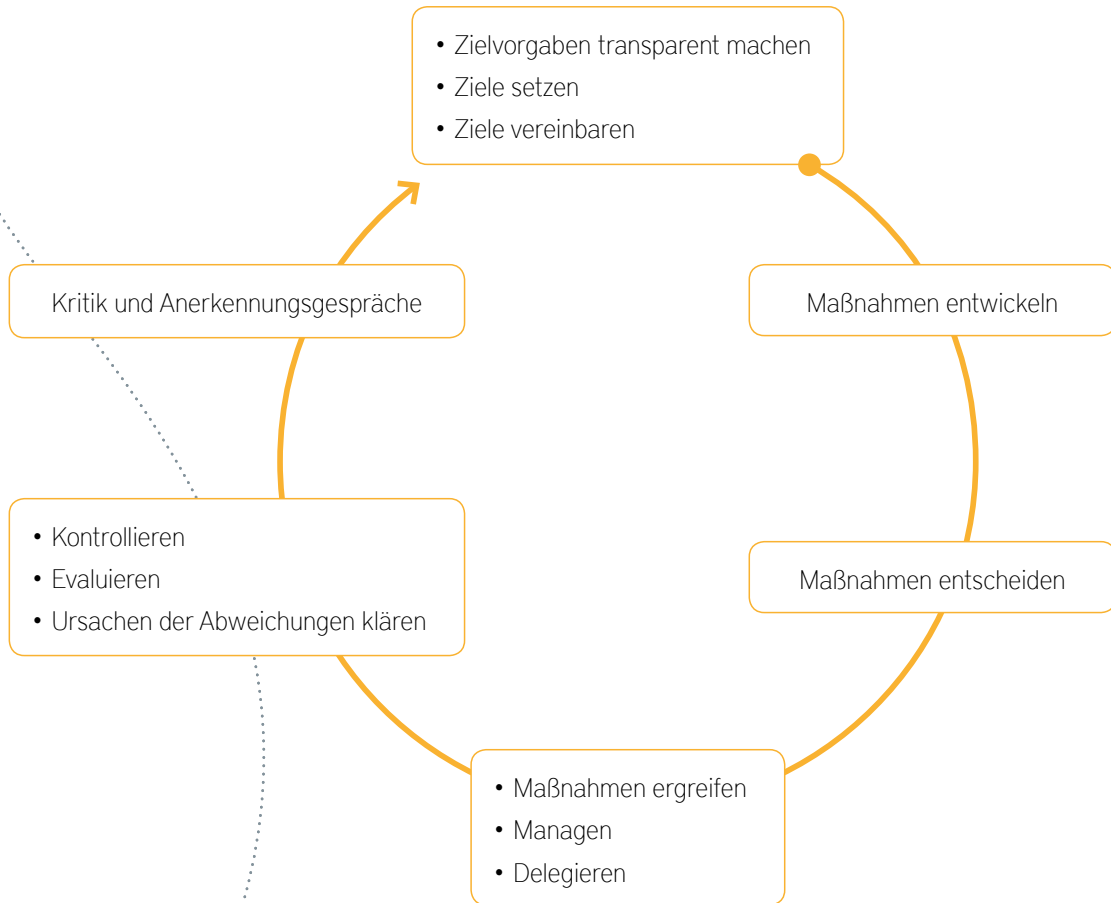 • Zielvorgaben transparent machen
• Ziele setzen
• Ziele vereinbaren
Maßnahmen entwickeln
Maßnahmen entscheiden
• Maßnahmen ergreifen
• Managen
• Delegieren
• Kontrollieren
• Evaluieren
• Ursachen der Abweichungen klären
Kritik und Anerkennungsgespräche